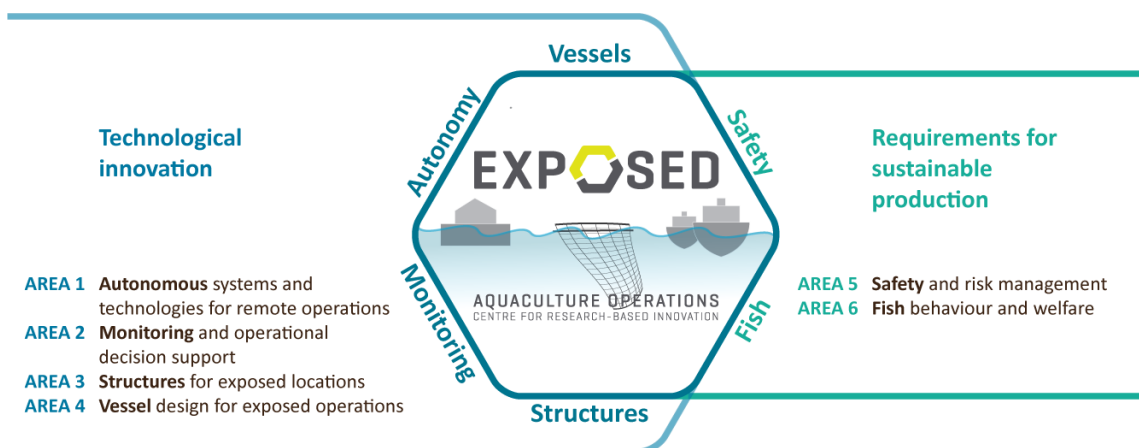 Vessels
Autonomy
Safety
Technological
innovation
EXPOSED
Requirements for
sustainable
production
Monitoring
Fish
AREA 1 Autonomous systems and
technologies for remote operations
AREA 2 Monitoring and operational
decision support
AREA 3 Structures for exposed locations
AREA 4 Vessel design for exposed operations
AQUACULTURE OPERATIONS
CENTRE FOR RESEARCH-BASED INNOVATION
AREA 5 Safety and risk management
AREA 6 Fish behaviour and welfare
Structures